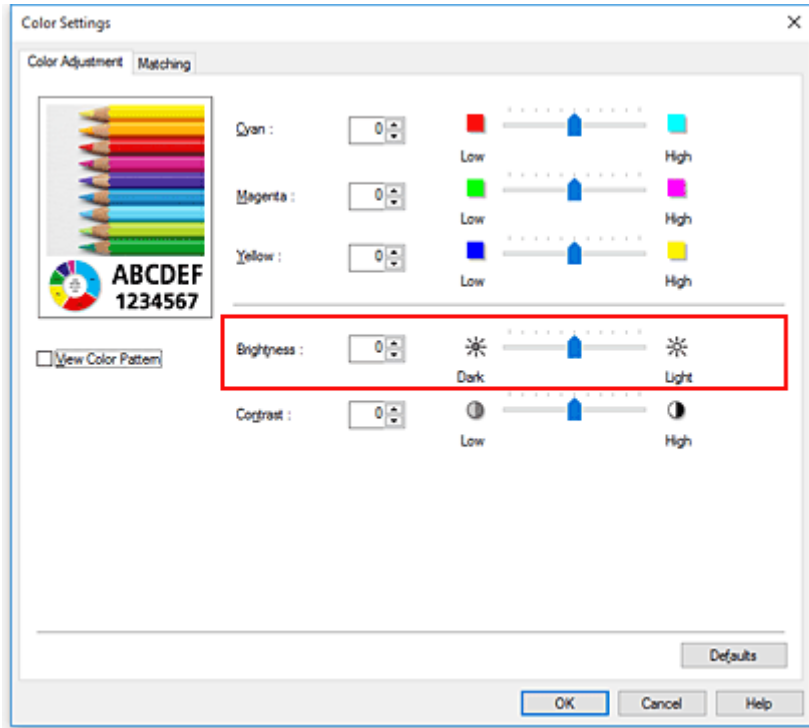 Color Settings
Color Adjustment Matching
Cyan : 0
Low High
Magenta : 0
Low High
Yellow : 0
Low High
ABCDEF
1234567
View Color Pattern
Brightness : 0
Dark Light
Contrast : 0
Low High
Defaults
OK Cancel Help